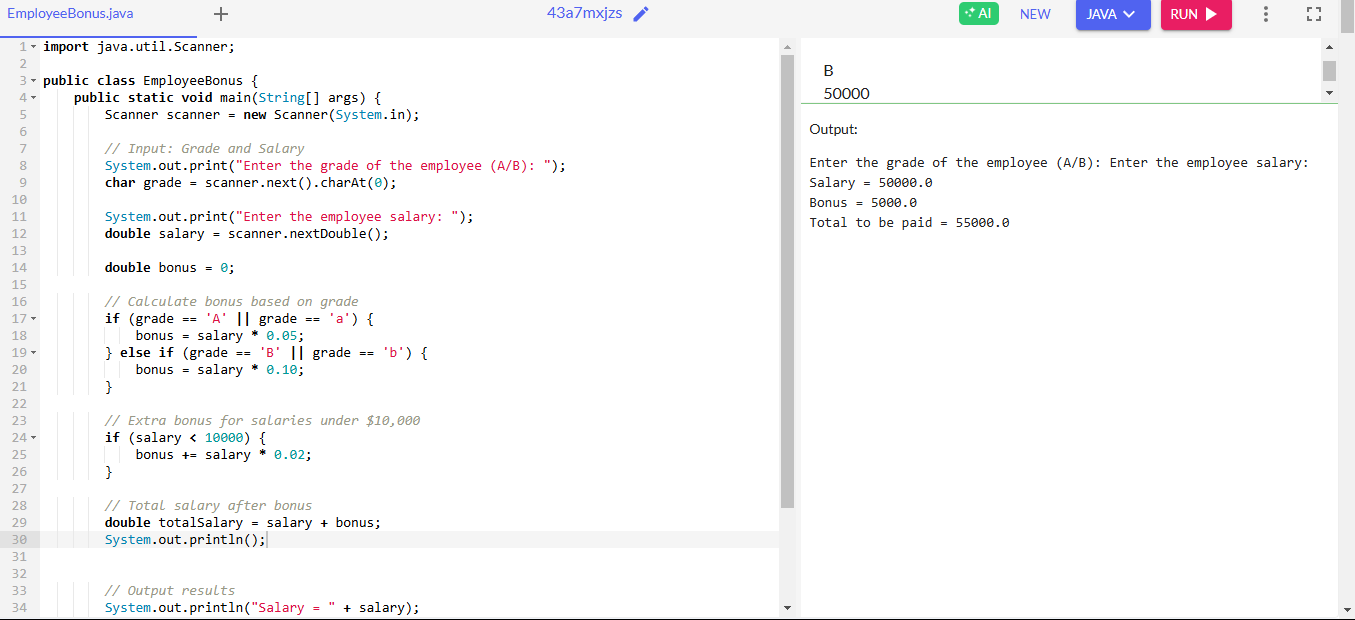 EmployeeBonus.java + 43a7mxjzs AI NEW JAVA RUN
1 import java.util.Scanner;
2
3 public class EmployeeBonus {
4     public static void main(String[] args) {
5         Scanner scanner = new Scanner(System.in);
6
7         // Input: Grade and Salary
8         System.out.print("Enter the grade of the employee (A/B): ");
9         char grade = scanner.next().charAt(0);
10
11         System.out.print("Enter the employee salary: ");
12         double salary = scanner.nextDouble();
13
14         double bonus = 0;
15
16         // Calculate bonus based on grade
17         if (grade == 'A' || grade == 'a') {
18             bonus = salary * 0.05;
19         } else if (grade == 'B' || grade == 'b') {
20             bonus = salary * 0.10;
21         }
22
23         // Extra bonus for salaries under $10,000
24         if (salary < 10000) {
25             bonus += salary * 0.02;
26         }
27
28         // Total salary after bonus
29         double totalSalary = salary + bonus;
30         System.out.println();
31
32
33         // Output results
34         System.out.println("Salary = " + salary);
B
50000
Output:
Enter the grade of the employee (A/B): Enter the employee salary:
Salary = 50000.0
Bonus = 5000.0
Total to be paid = 55000.0